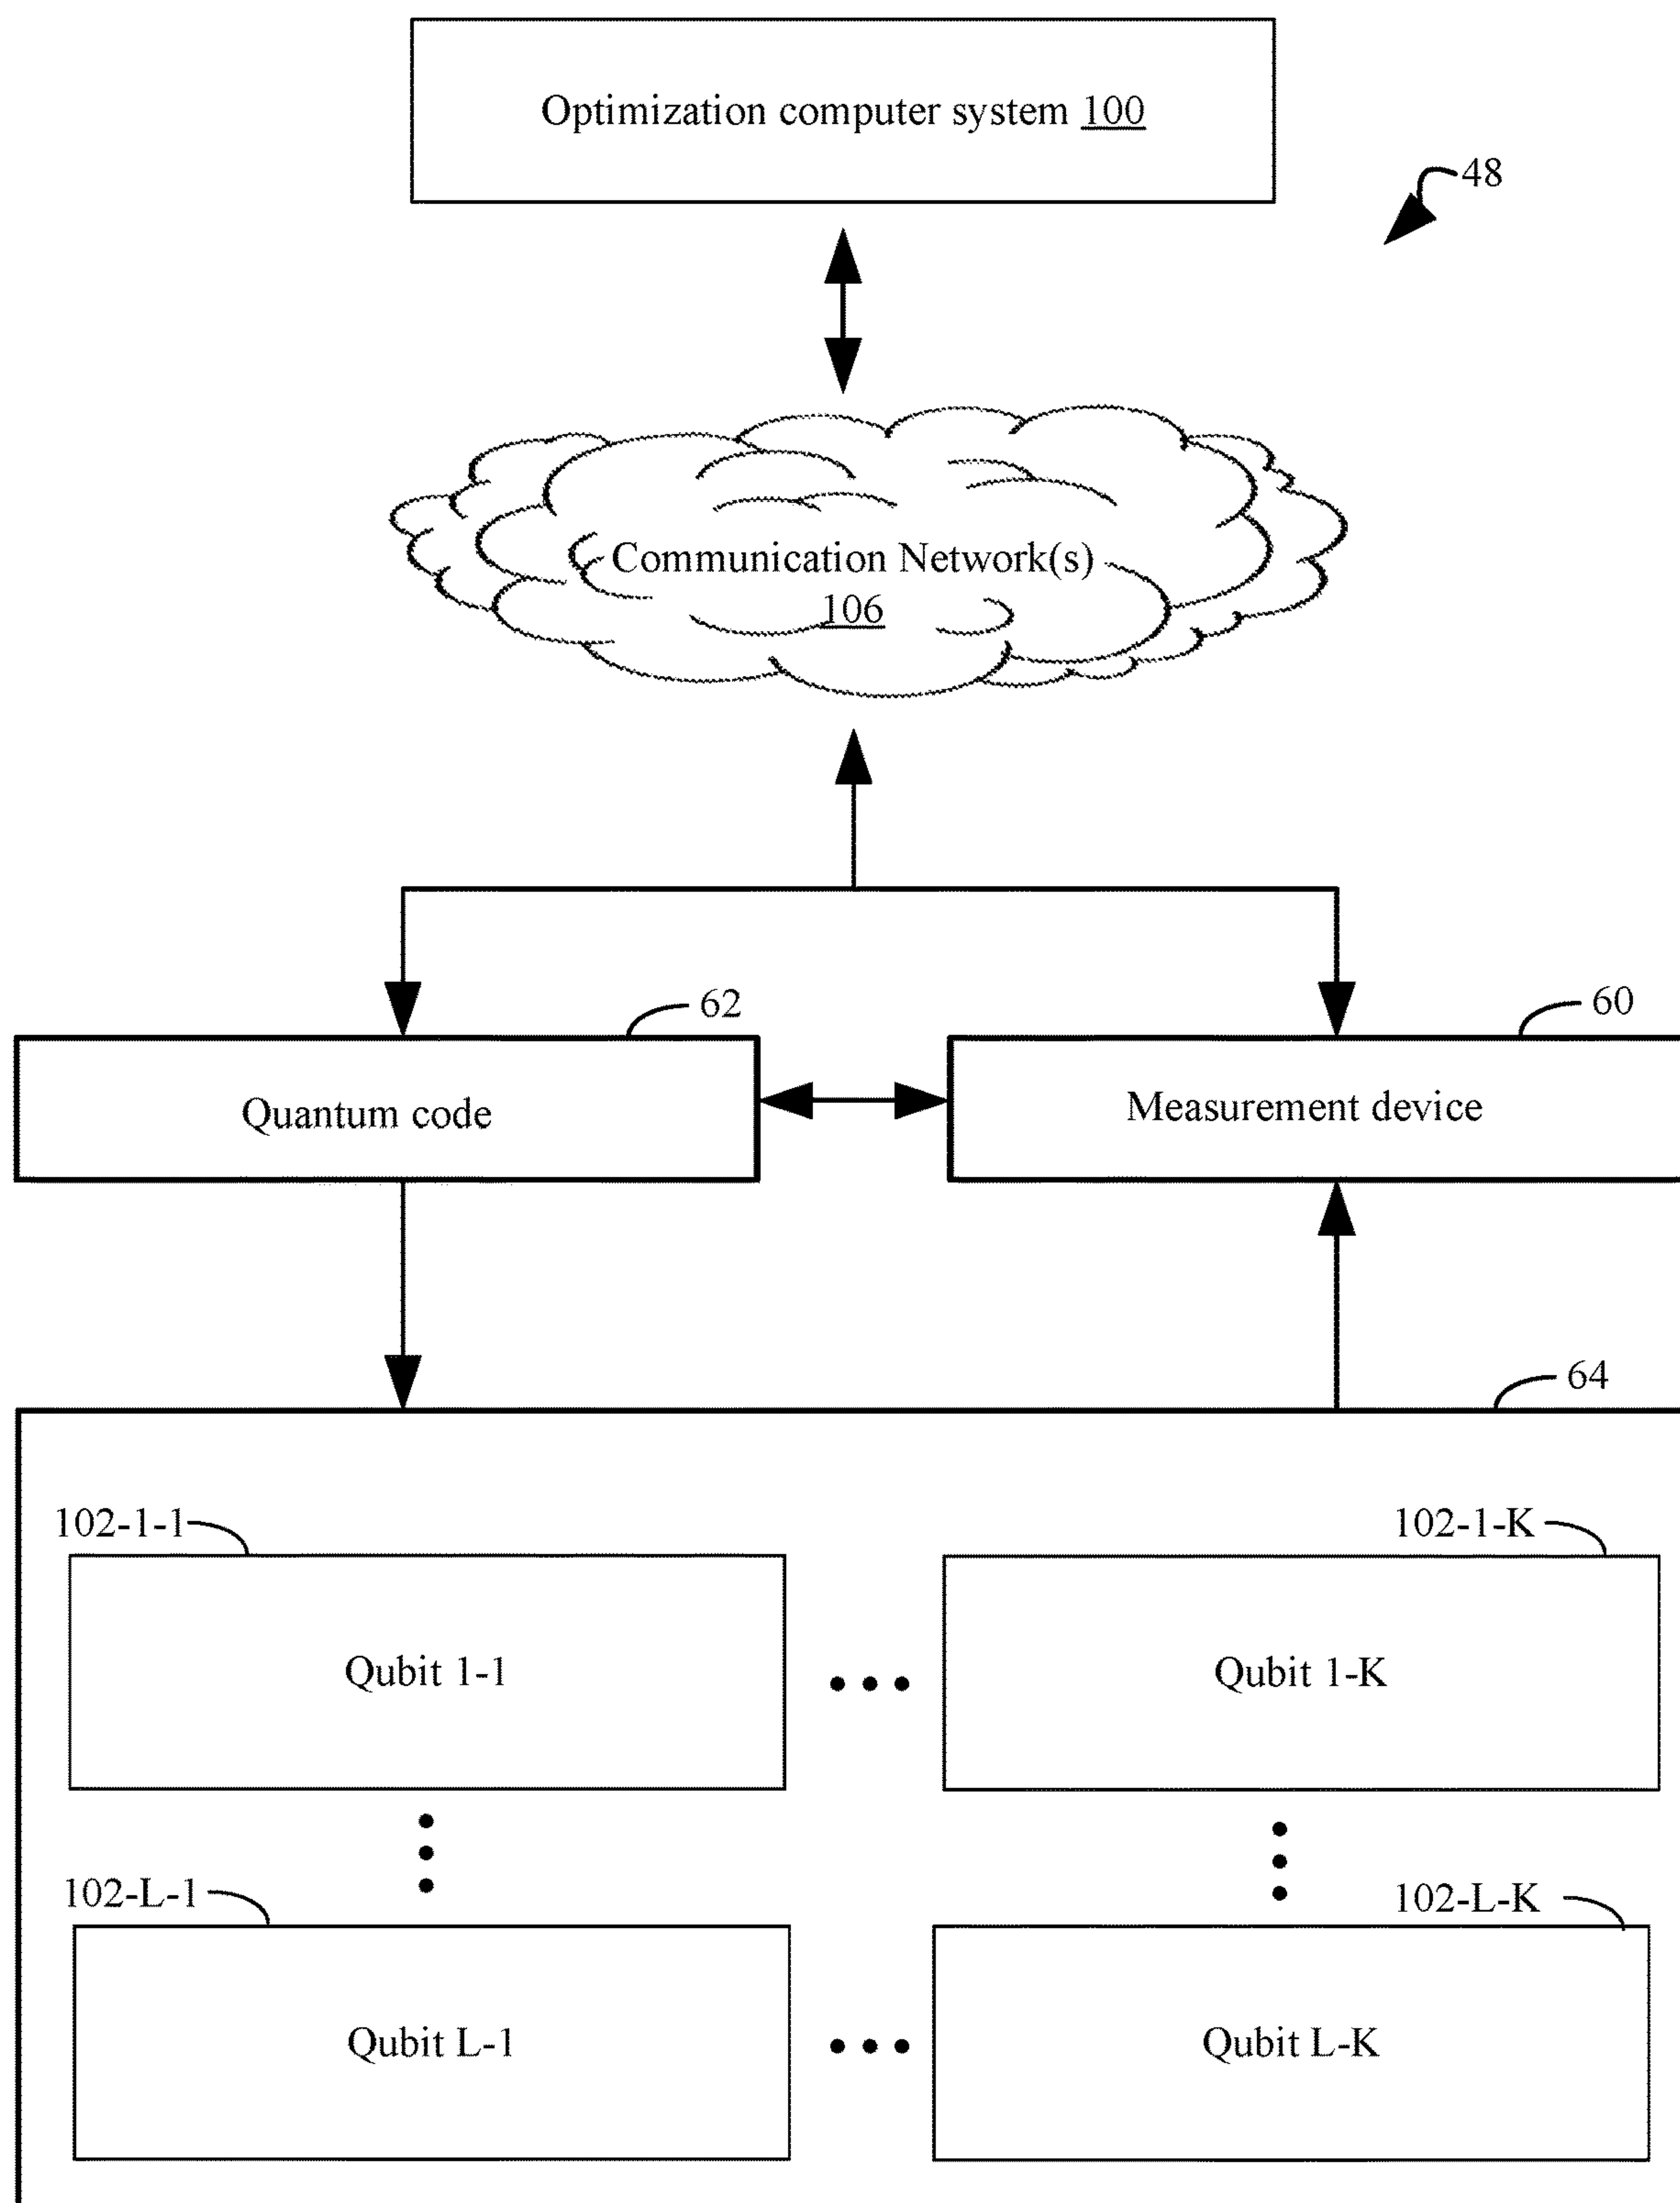 Optimization computer system 100
48
Communication Network(s)
106
62
60
Quantum code
Measurement device
64
102-1-1
102-1-K
Qubit 1-1
Qubit 1-K
102-L-1
102-L-K
Qubit L-1
Qubit L-K